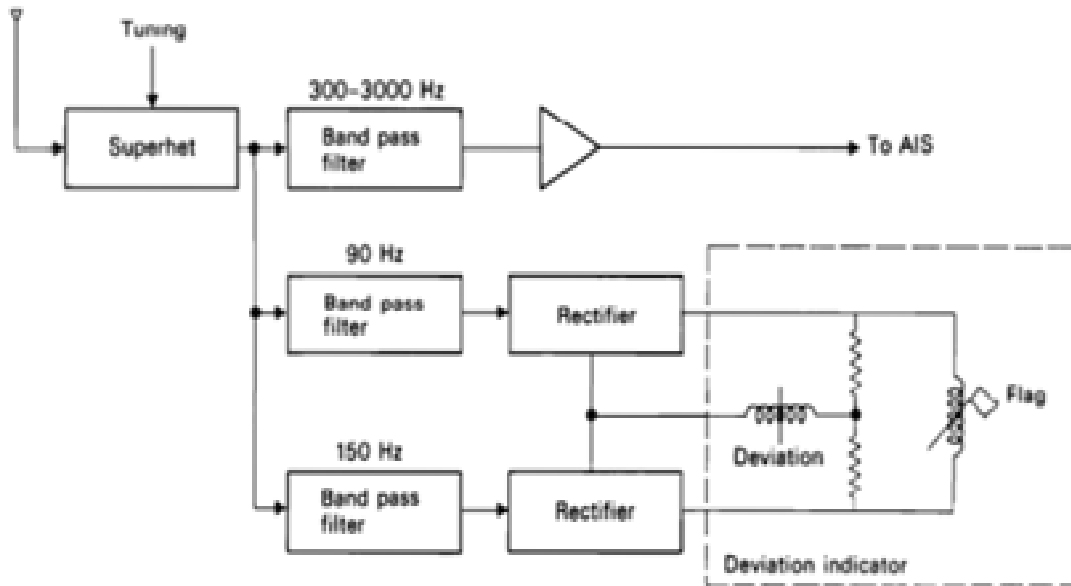 Tuning
300-3000 Hz
Superhet
Band pass
filter
To AIS
90 Hz
Band pass
filter
Rectifier
Flag
Deviation
150 Hz
Band pass
filter
Rectifier
Deviation indicator